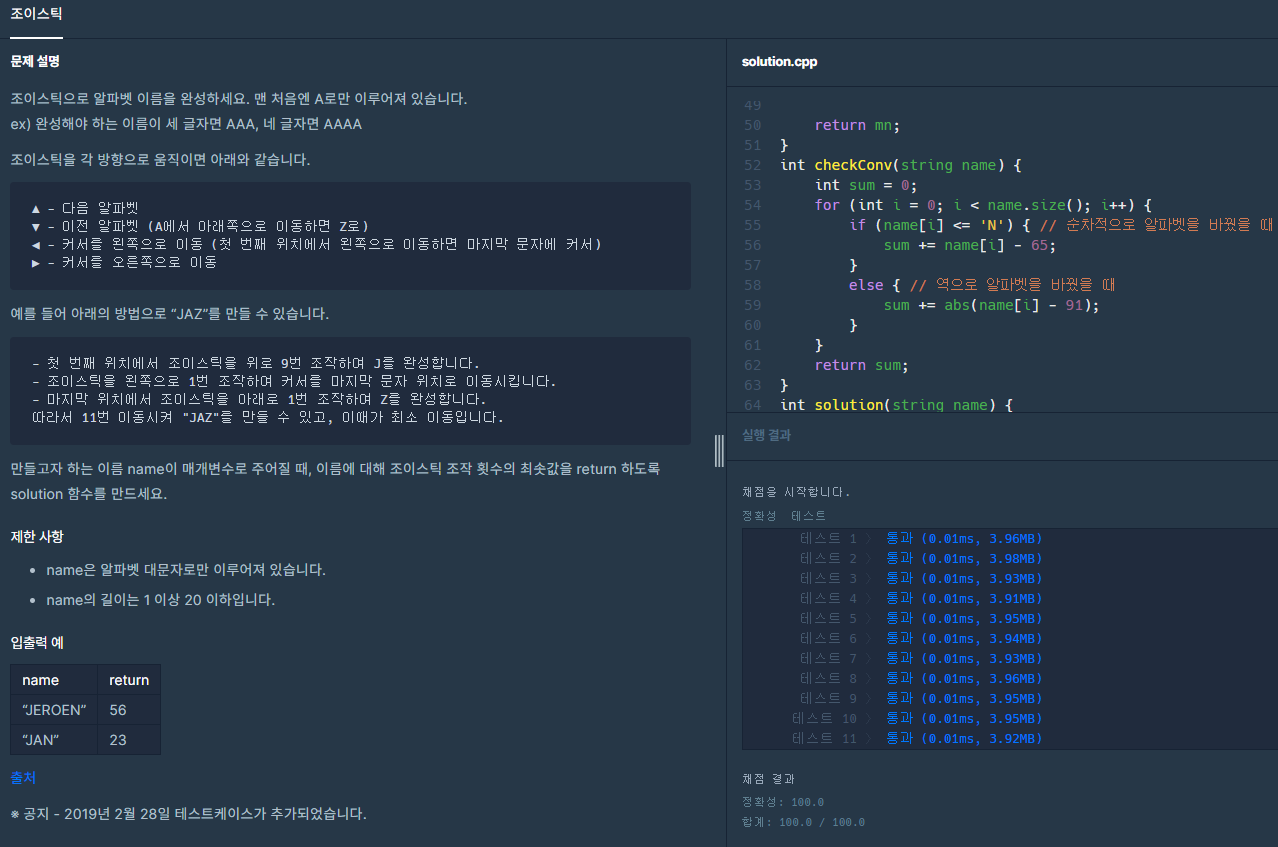 조이스틱
문제 설명
조이스틱으로 알파벳 이름을 완성하세요. 맨 처음엔 A로만 이루어져 있습니다.
ex) 완성해야 하는 이름이 세 글자면 AAA, 네 글자면 AAAA
조이스틱을 각 방향으로 움직이면 아래와 같습니다.
▲ - 다음 알파벳
▼ - 이전 알파벳 (A에서 아래쪽으로 이동하면 Z로)
◀ - 커서를 왼쪽으로 이동 (첫 번째 위치에서 왼쪽으로 이동하면 마지막 문자에 커서)
▶ - 커서를 오른쪽으로 이동
예를 들어 아래의 방법으로 “JAZ”를 만들 수 있습니다.
- 첫 번째 위치에서 조이스틱을 위로 9번 조작하여 J를 완성합니다.
- 조이스틱을 왼쪽으로 1번 조작하여 커서를 마지막 문자 위치로 이동시킵니다.
- 마지막 위치에서 조이스틱을 아래로 1번 조작하여 Z를 완성합니다.
따라서 11번 이동시켜 "JAZ"를 만들 수 있고, 이때가 최소 이동입니다.
만들고자 하는 이름 name이 매개변수로 주어질 때, 이름에 대해 조이스틱 조작 횟수의 최솟값을 return 하도록
solution 함수를 만드세요.
제한 사항
• name은 알파벳 대문자로만 이루어져 있습니다.
• name의 길이는 1 이상 20 이하입니다.
입출력 예
name return
“JEROEN” 56
“JAN” 23
출처
※ 공지 - 2019년 2월 28일 테스트케이스가 추가되었습니다.
solution.cpp
49
50 return mn;
51 }
52 int checkConv(string name) {
53 int sum = 0;
54 for (int i = 0; i < name.size(); i++) {
55 if (name[i] <= 'N') { // 순차적으로 알파벳을 바꿨을 때
56 sum += name[i] - 65;
57 }
58 else { // 역으로 알파벳을 바꿨을 때
59 sum += abs(name[i] - 91);
60 }
61 }
62 return sum;
63 }
64 int solution(string name) {
실행 결과
채점을 시작합니다.
정확성 테스트
테스트 1 〉 통과 (0.01ms, 3.96MB)
테스트 2 〉 통과 (0.01ms, 3.98MB)
테스트 3 〉 통과 (0.01ms, 3.93MB)
테스트 4 〉 통과 (0.01ms, 3.91MB)
테스트 5 〉 통과 (0.01ms, 3.95MB)
테스트 6 〉 통과 (0.01ms, 3.94MB)
테스트 7 〉 통과 (0.01ms, 3.93MB)
테스트 8 〉 통과 (0.01ms, 3.96MB)
테스트 9 〉 통과 (0.01ms, 3.95MB)
테스트 10 〉 통과 (0.01ms, 3.95MB)
테스트 11 〉 통과 (0.01ms, 3.92MB)
채점 결과
정확성: 100.0
합계: 100.0 / 100.0